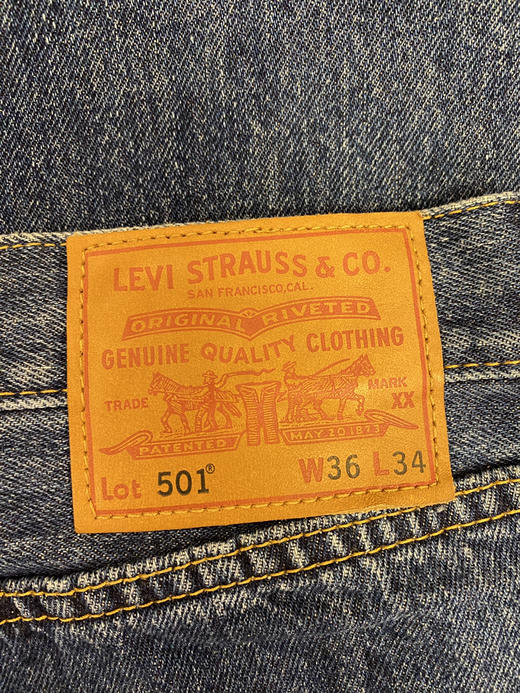 LEVI STRAUSS & CO.
SAN FRANCISCO, CAL.
ORIGINAL RIVETED
GENUINE QUALITY CLOTHING
TRADE MARK
XX
PATENTED MAY 20 1873
Lot 501® W36 L34